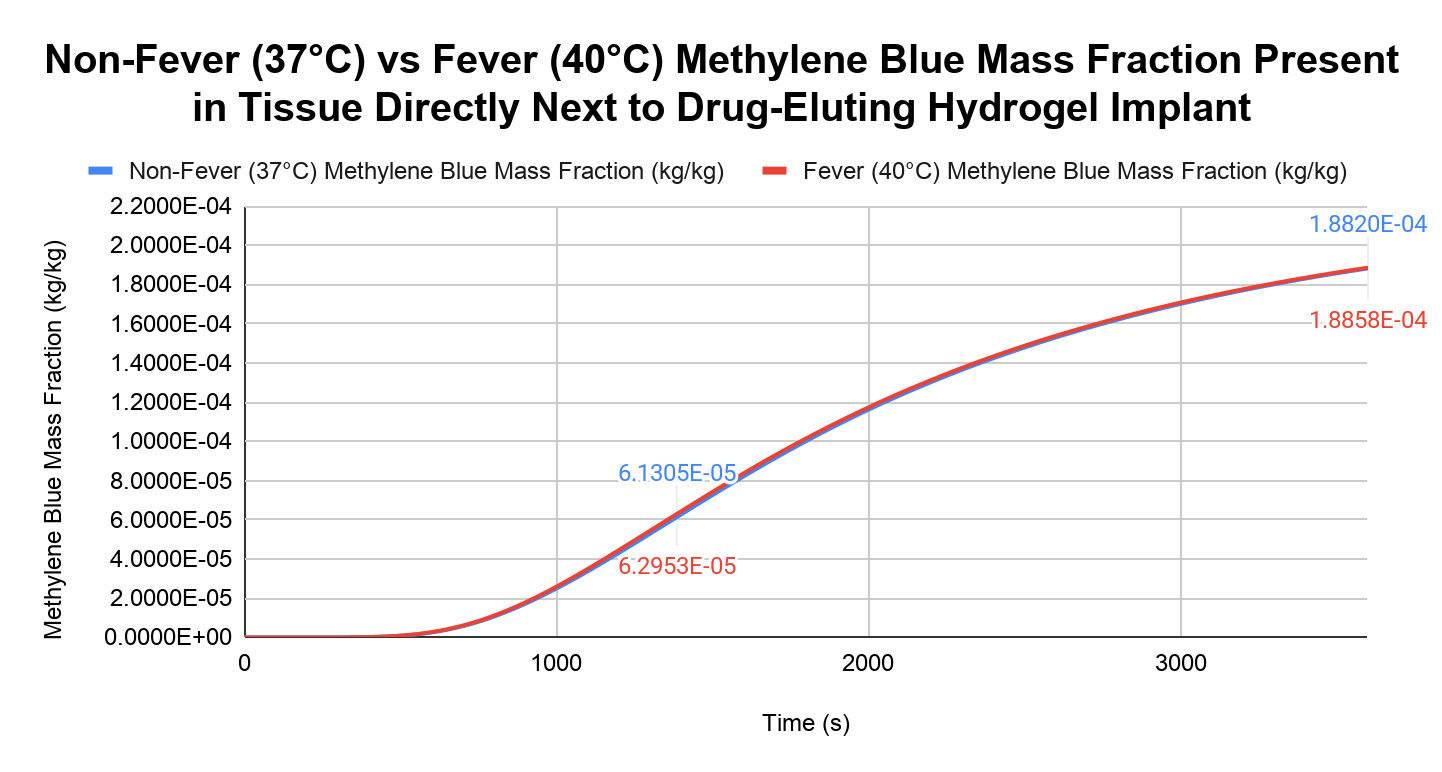 Non-Fever (37°C) vs Fever (40°C) Methylene Blue Mass Fraction Present
in Tissue Directly Next to Drug-Eluting Hydrogel Implant
Non-Fever (37°C) Methylene Blue Mass Fraction (kg/kg)
Fever (40°C) Methylene Blue Mass Fraction (kg/kg)
Methylene Blue Mass Fraction (kg/kg)
2.2000E-04
2.0000E-04
1.8000E-04
1.6000E-04
1.4000E-04
1.2000E-04
1.0000E-04
8.0000E-05
6.0000E-05
4.0000E-05
2.0000E-05
0.0000E+00
1.8820E-04
1.8858E-04
6.1305E-05
6.2953E-05
0
1000
2000
3000
Time (s)